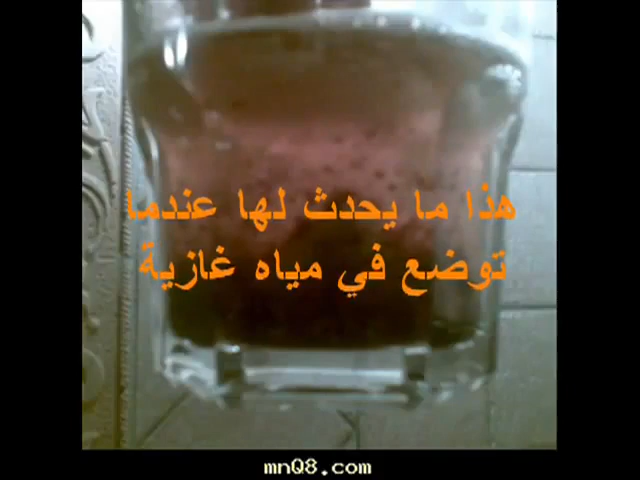 هذا ما يحدث لها عندما
توضع في مياه غازية
mnQ8.com